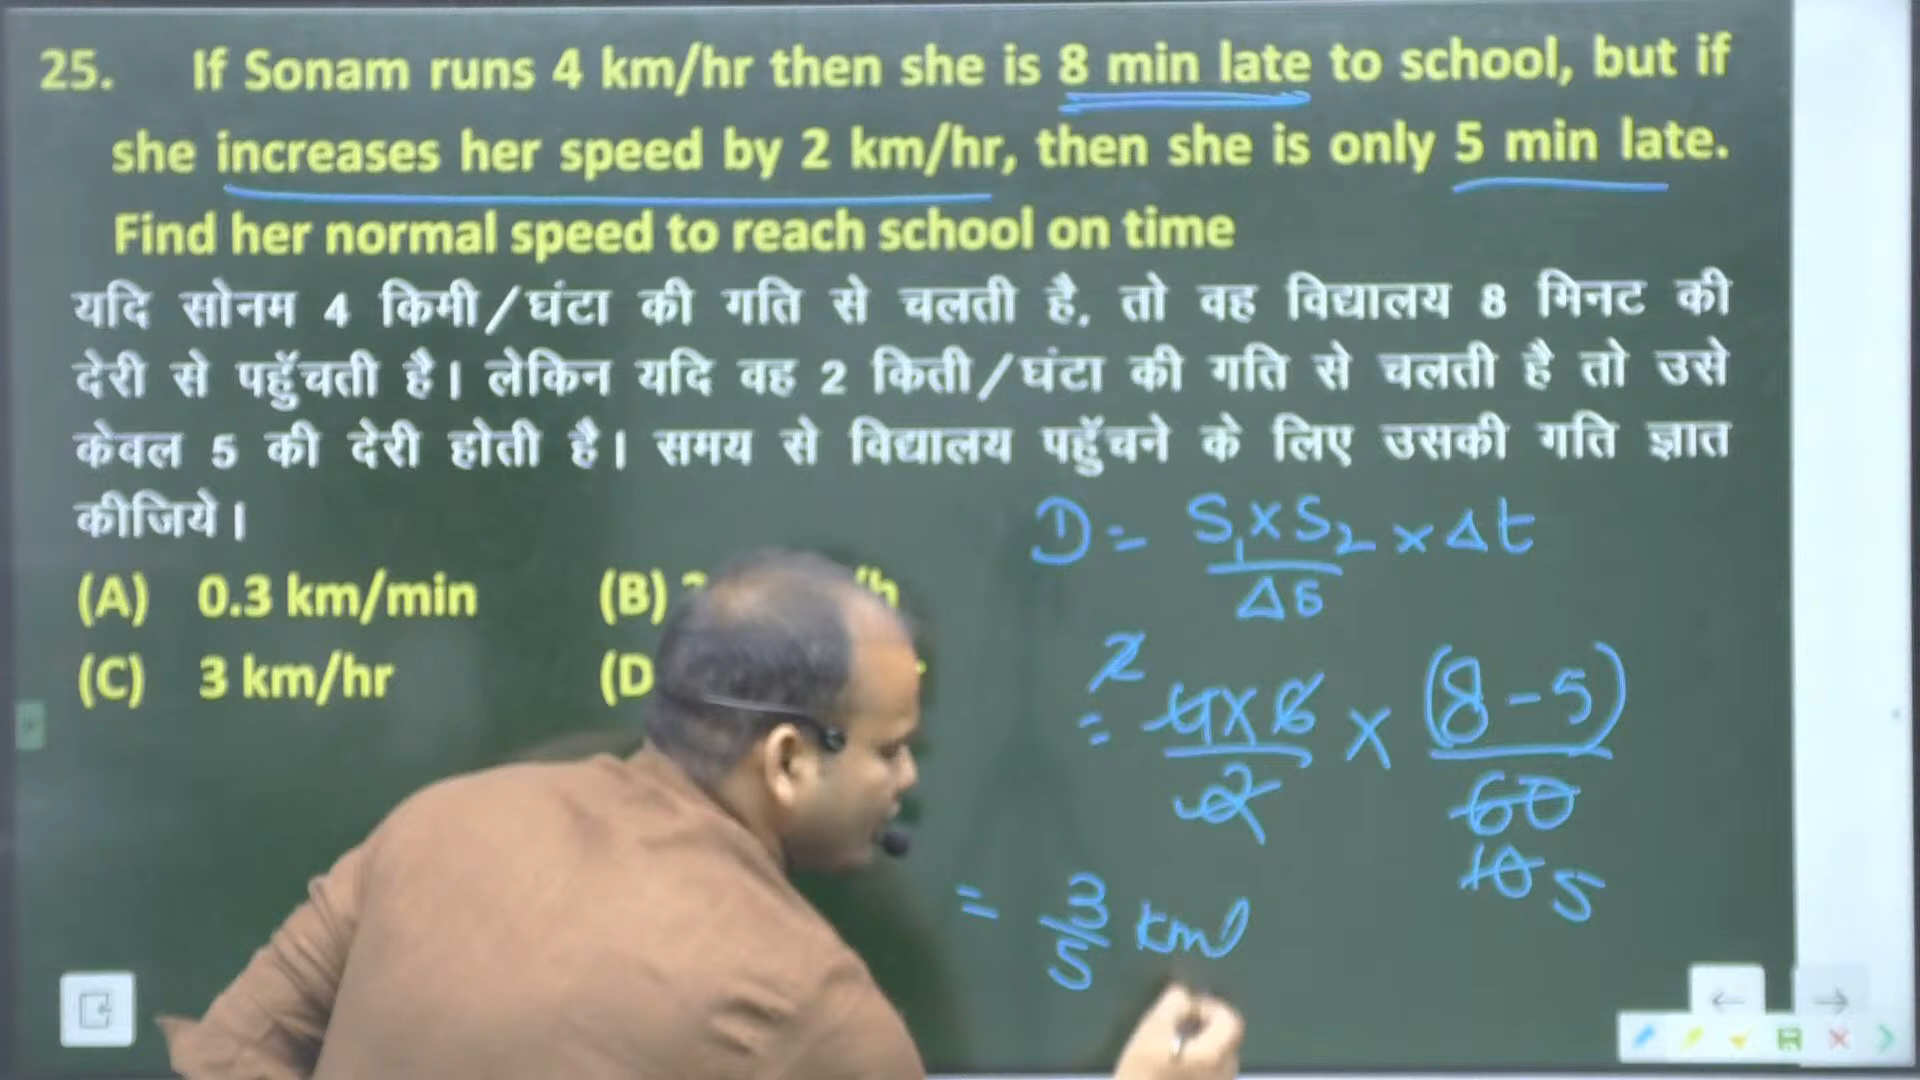 25. If Sonam runs 4 km/hr then she is 8 min late to school, but if
she increases her speed by 2 km/hr, then she is only 5 min late.
Find her normal speed to reach school on time
यदि सोनम 4 किमी/घंटा की गति से चलती है, तो वह विद्यालय 8 मिनट की
देरी से पहुँचती है। लेकिन यदि वह 2 किती/घंटा की गति से चलती है तो उसे
केवल 5 की देरी होती है। समय से विद्यालय पहुँचने के लिए उसकी गति ज्ञात
कीजिये।
D = S₁ x S₂ x Δt
ΔS
(A) 0.3 km/min (B)
(C) 3 km/hr (D
2
= 4x6 x (8-5)
2 60
10 5
= 3/5 km